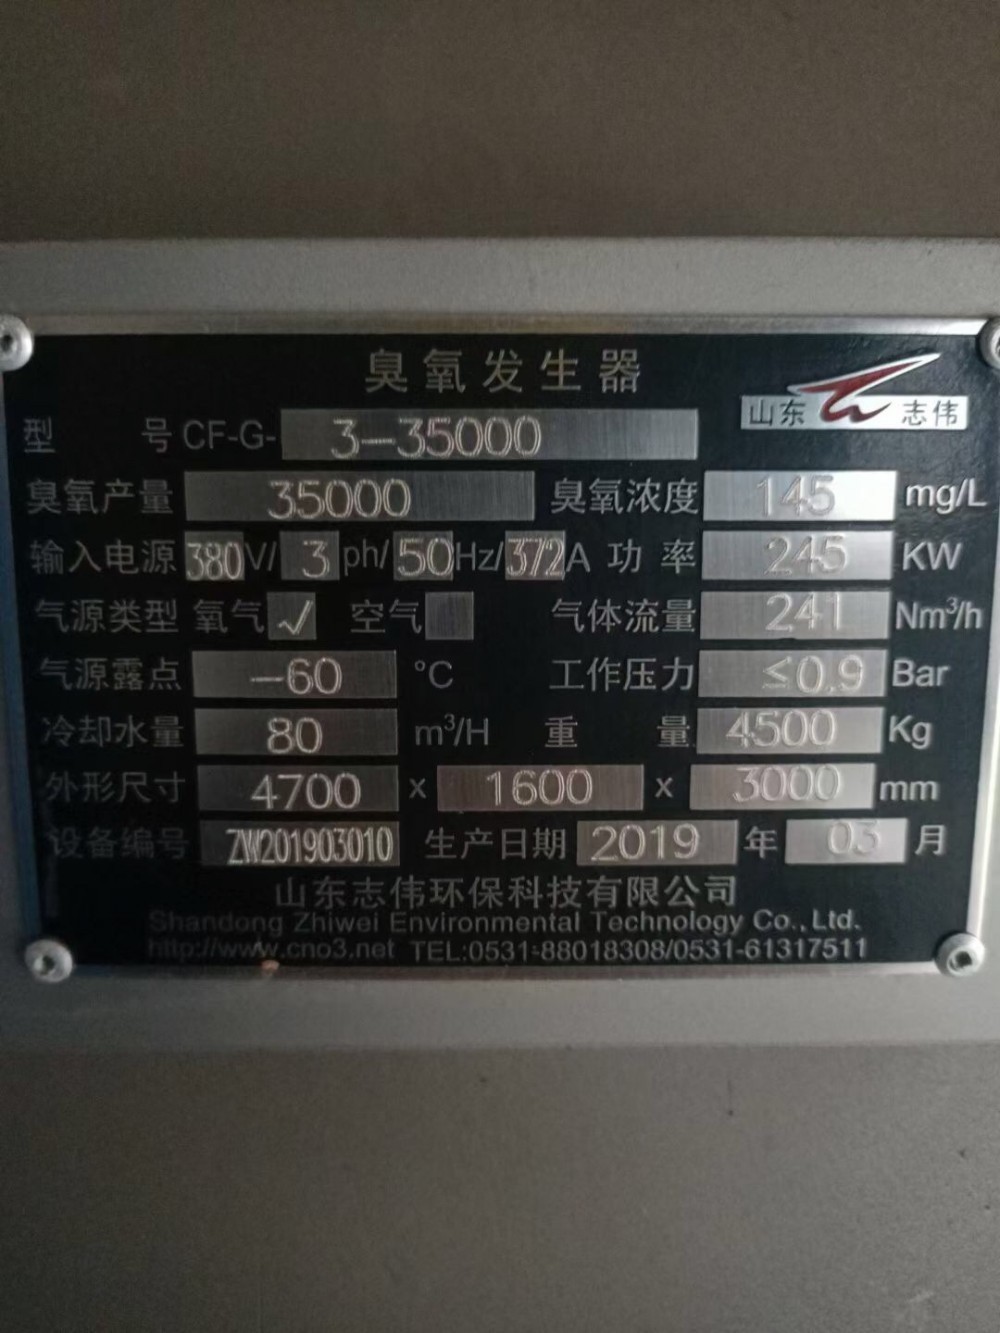 臭氧发生器
山东 志伟
型 号 CF-G- 3-35000
臭氧产量 35000 臭氧浓度 145 mg/L
输入电源 380 V/ 3 ph/ 50 Hz/ 372 A 功 率 245 KW
气源类型 氧气 √ 空气 气体流量 241 Nm³/h
气源露点 -60 °C 工作压力 ≤0.9 Bar
冷却水量 80 m³/H 重 量 4500 Kg
外形尺寸 4700 x 1600 x 3000 mm
设备编号 ZW201903010 生产日期 2019 年 03 月
山东志伟环保科技有限公司
Shandong Zhiwei Environmental Technology Co., Ltd.
http://www.cno3.net TEL:0531-88018308/0531-61317511